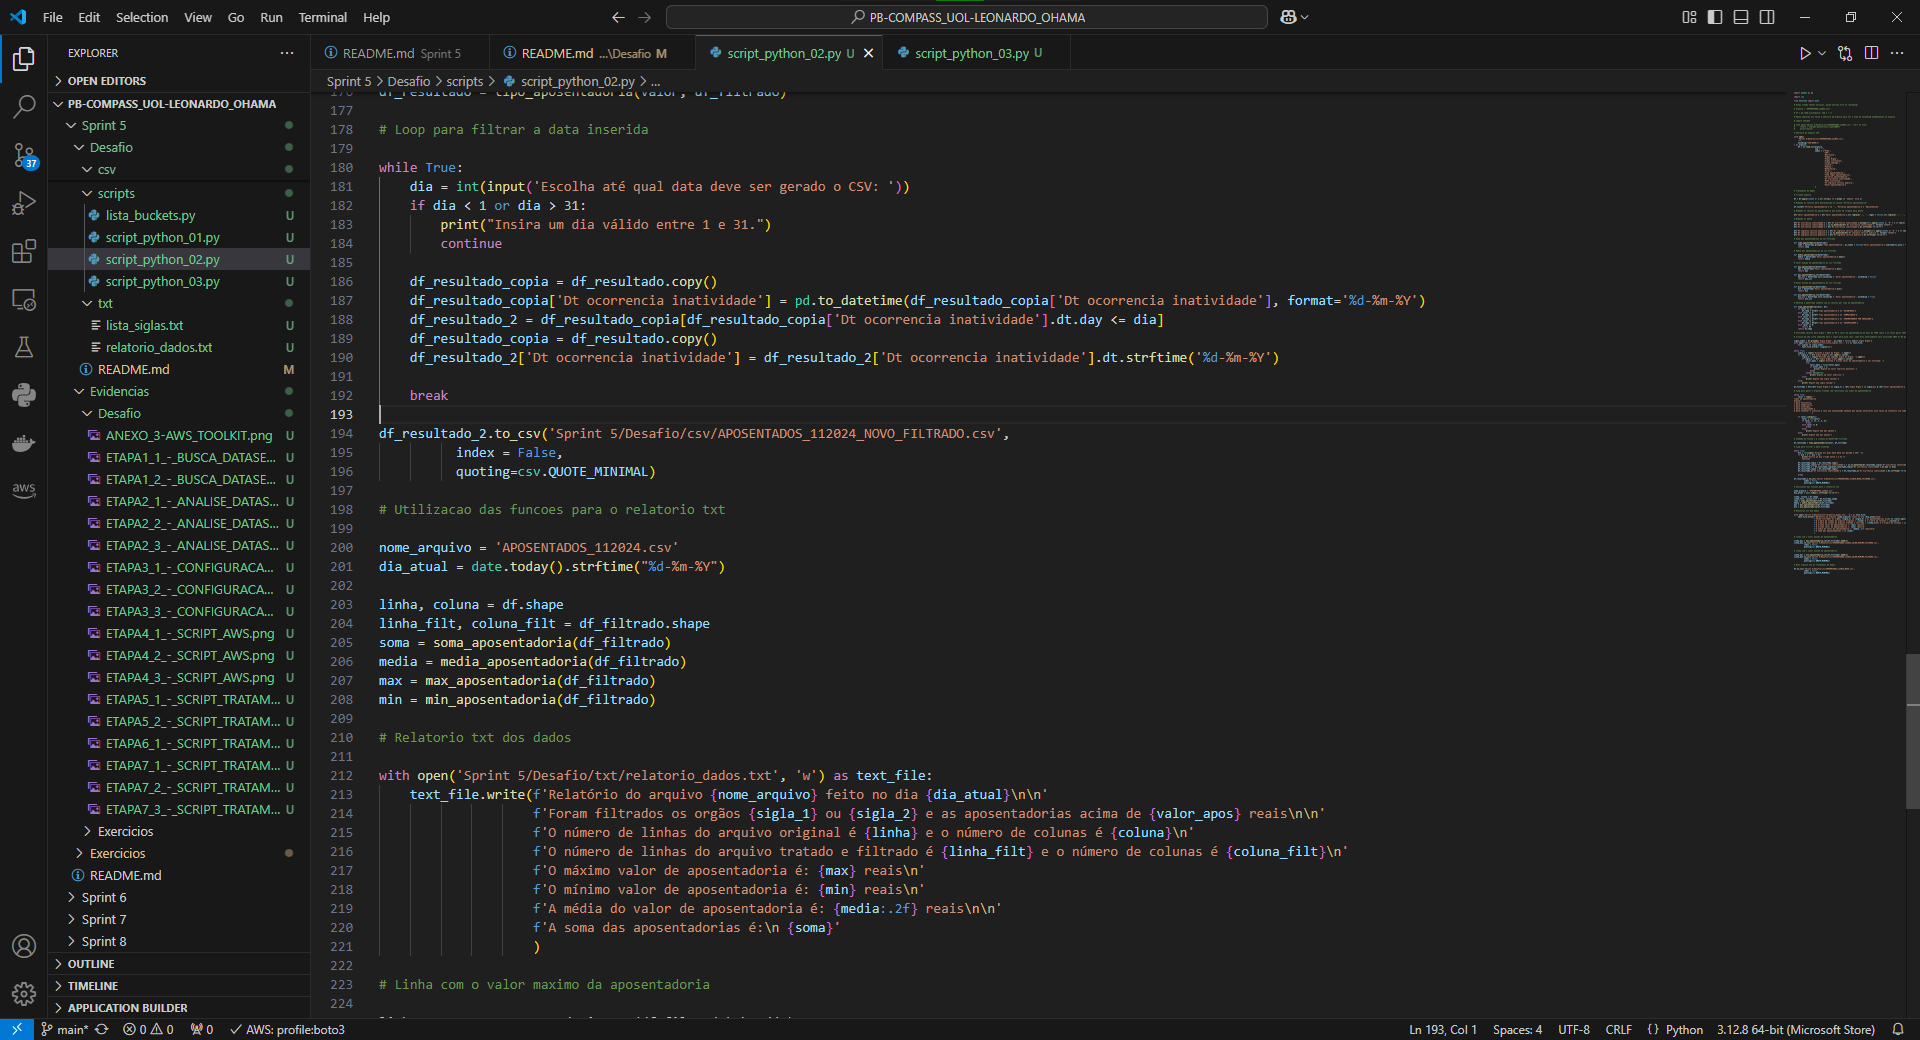 File Edit Selection View Go Run Terminal Help
PB-COMPASS_UOL-LEONARDO_OHAMA
EXPLORER
OPEN EDITORS
PB-COMPASS_UOL-LEONARDO_OHAMA
Sprint 5
Desafio
csv
scripts
lista_buckets.py U
script_python_01.py U
script_python_02.py U
script_python_03.py U
txt
lista_siglas.txt U
relatorio_dados.txt U
README.md M
Evidencias
Desafio
ANEXO_3-AWS_TOOLKIT.png U
ETAPA1_1_-_BUSCA_DATASE... U
ETAPA1_2_-_BUSCA_DATASE... U
ETAPA2_1_-_ANALISE_DATAS... U
ETAPA2_2_-_ANALISE_DATAS... U
ETAPA2_3_-_ANALISE_DATAS... U
ETAPA3_1_-_CONFIGURACA... U
ETAPA3_2_-_CONFIGURACA... U
ETAPA3_3_-_CONFIGURACA... U
ETAPA4_1_-_SCRIPT_AWS.png U
ETAPA4_2_-_SCRIPT_AWS.png U
ETAPA4_3_-_SCRIPT_AWS.png U
ETAPA5_1_-_SCRIPT_TRATAM... U
ETAPA5_2_-_SCRIPT_TRATAM... U
ETAPA6_1_-_SCRIPT_TRATAM... U
ETAPA7_1_-_SCRIPT_TRATAM... U
ETAPA7_2_-_SCRIPT_TRATAM... U
ETAPA7_3_-_SCRIPT_TRATAM... U
Exercicios
Exercicios
README.md
Sprint 6
Sprint 7
Sprint 8
OUTLINE
TIMELINE
APPLICATION BUILDER
37
aws
README.md Sprint 5
README.md ...\Desafio M
script_python_02.py U
script_python_03.py U
Sprint 5 > Desafio > scripts > script_python_02.py > ...
176 df_resultado = tipo_aposentadoria(valor, df_filtrado)
177
178 # Loop para filtrar a data inserida
179
180 while True:
181 dia = int(input('Escolha até qual data deve ser gerado o CSV: '))
182 if dia < 1 or dia > 31:
183 print("Insira um dia válido entre 1 e 31.")
184 continue
185
186 df_resultado_copia = df_resultado.copy()
187 df_resultado_copia['Dt ocorrencia inatividade'] = pd.to_datetime(df_resultado_copia['Dt ocorrencia inatividade'], format='%d-%m-%Y')
188 df_resultado_2 = df_resultado_copia[df_resultado_copia['Dt ocorrencia inatividade'].dt.day <= dia]
189 df_resultado_copia = df_resultado.copy()
190 df_resultado_2['Dt ocorrencia inatividade'] = df_resultado_2['Dt ocorrencia inatividade'].dt.strftime('%d-%m-%Y')
191
192 break
193
194 df_resultado_2.to_csv('Sprint 5/Desafio/csv/APOSENTADOS_112024_NOVO_FILTRADO.csv',
195 index = False,
196 quoting=csv.QUOTE_MINIMAL)
197
198 # Utilizacao das funcoes para o relatorio txt
199
200 nome_arquivo = 'APOSENTADOS_112024.csv'
201 dia_atual = date.today().strftime("%d-%m-%Y")
202
203 linha, coluna = df.shape
204 linha_filt, coluna_filt = df_filtrado.shape
205 soma = soma_aposentadoria(df_filtrado)
206 media = media_aposentadoria(df_filtrado)
207 max = max_aposentadoria(df_filtrado)
208 min = min_aposentadoria(df_filtrado)
209
210 # Relatorio txt dos dados
211
212 with open('Sprint 5/Desafio/txt/relatorio_dados.txt', 'w') as text_file:
213 text_file.write(f'Relatório do arquivo {nome_arquivo} feito no dia {dia_atual}\n\n'
214 f'Foram filtrados os orgãos {sigla_1} ou {sigla_2} e as aposentadorias acima de {valor_apos} reais\n\n'
215 f'O número de linhas do arquivo original é {linha} e o número de colunas é {coluna}\n'
216 f'O número de linhas do arquivo tratado e filtrado é {linha_filt} e o número de colunas é {coluna_filt}\n'
217 f'O máximo valor de aposentadoria é: {max} reais\n'
218 f'O mínimo valor de aposentadoria é: {min} reais\n'
219 f'A média do valor de aposentadoria é: {media:.2f} reais\n\n'
220 f'A soma das aposentadorias é:\n {soma}'
221 )
222
223 # Linha com o valor maximo da aposentadoria
224
main* 0 0 0 AWS: profile:boto3
Ln 193, Col 1 Spaces: 4 UTF-8 CRLF {} Python 3.12.8 64-bit (Microsoft Store)